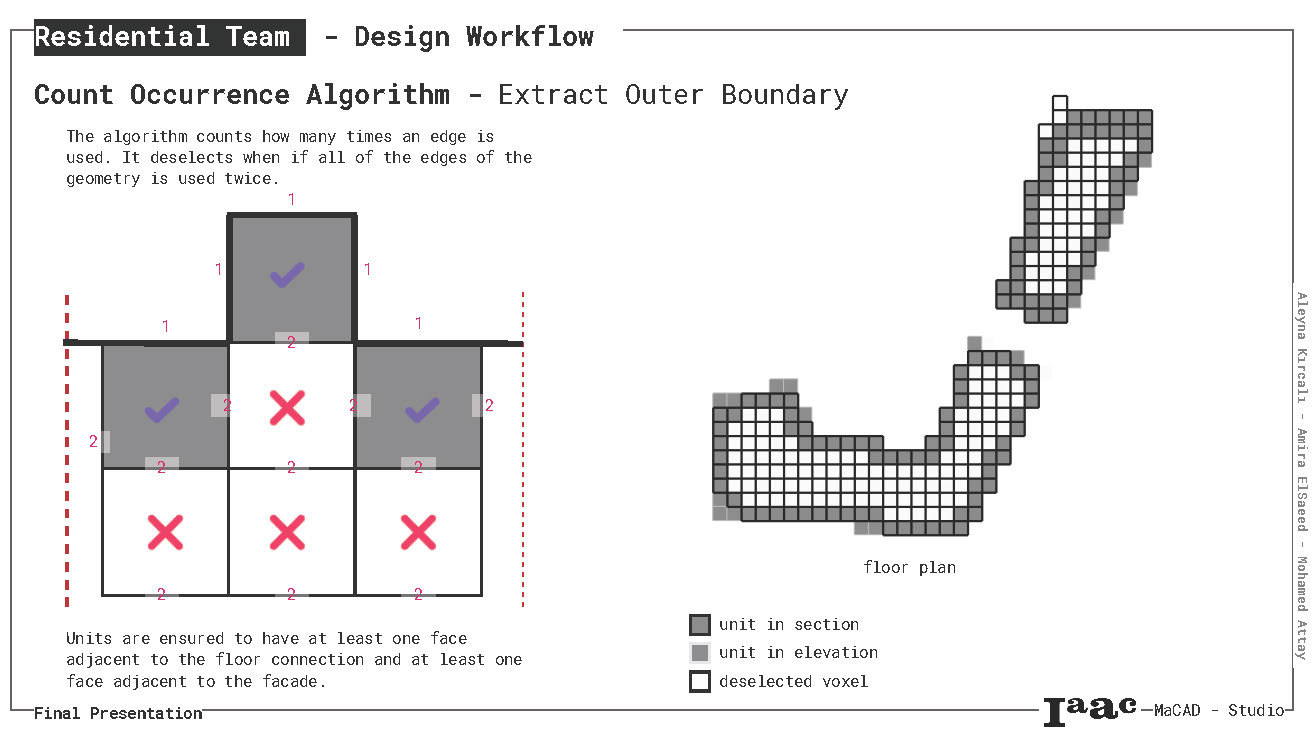 Residential Team - Design Workflow
Count Occurrence Algorithm - Extract Outer Boundary
The algorithm counts how many times an edge is
used. It deselects when if all of the edges of the
geometry is used twice.
1
1
1
1
1
2
2
2
2
2
2
2
2
2
2
2
Units are ensured to have at least one face
adjacent to the floor connection and at least one
face adjacent to the facade.
floor plan
unit in section
unit in elevation
deselected voxel
Aleyna Kırcalı - Amira ElSaeed - Mohamed Attay
Final Presentation
Iaac
MaCAD - Studio